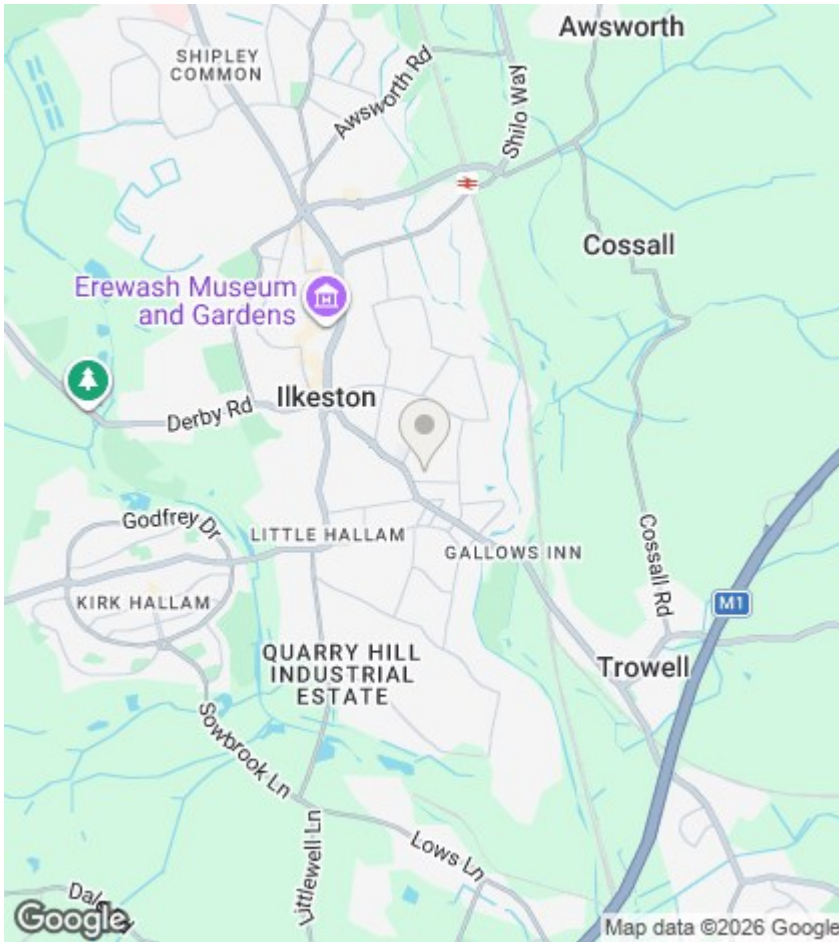 Awsworth
SHIPLEY
COMMON
Awsworth Rd
Shilo Way
Cossall
Erewash Museum
and Gardens
Ilkeston
Derby Rd
Godfrey Dr
LITTLE HALLAM
GALLOWS INN
Cossall Rd
KIRK HALLAM
M1
QUARRY HILL
INDUSTRIAL
ESTATE
Trowell
Sowbrook Ln
Littlewell Ln
Lows Ln
Google
Map data ©2026 Google